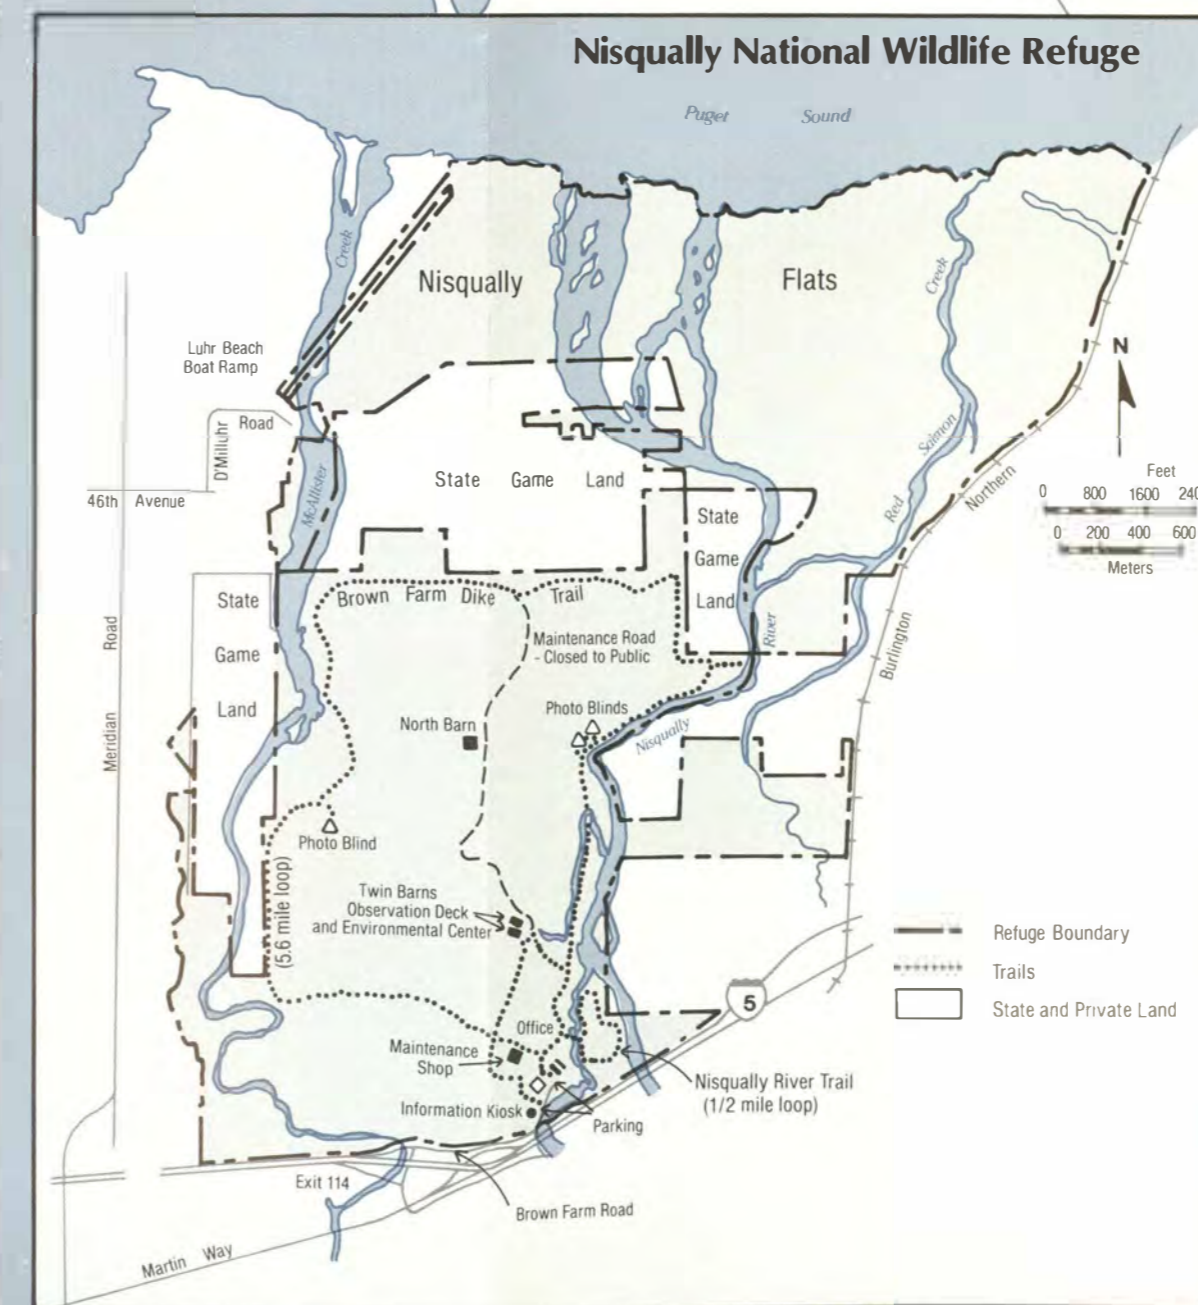 Nisqually National Wildlife Refuge
Puget Sound
Creek
Nisqually Flats
Creek
Luhr Beach
Boat Ramp
N
D'Milluhr
Road
McAllister
46th Avenue
State Game Land
Salmon
Red
Northern
Feet
0 800 1600 240
0 200 400 600
Meters
State
Game
Land
State
Game
Land
Brown Farm Dike Trail
Maintenance Road
- Closed to Public
River
Burlington
Meridian Road
North Barn
Photo Blinds
Nisqually
Photo Blind
(5.6 mile loop)
Twin Barns
Observation Deck
and Environmental Center
Refuge Boundary
Trails
State and Private Land
5
Office
Maintenance
Shop
Nisqually River Trail
(1/2 mile loop)
Information Kiosk
Parking
Exit 114
Brown Farm Road
Martin Way